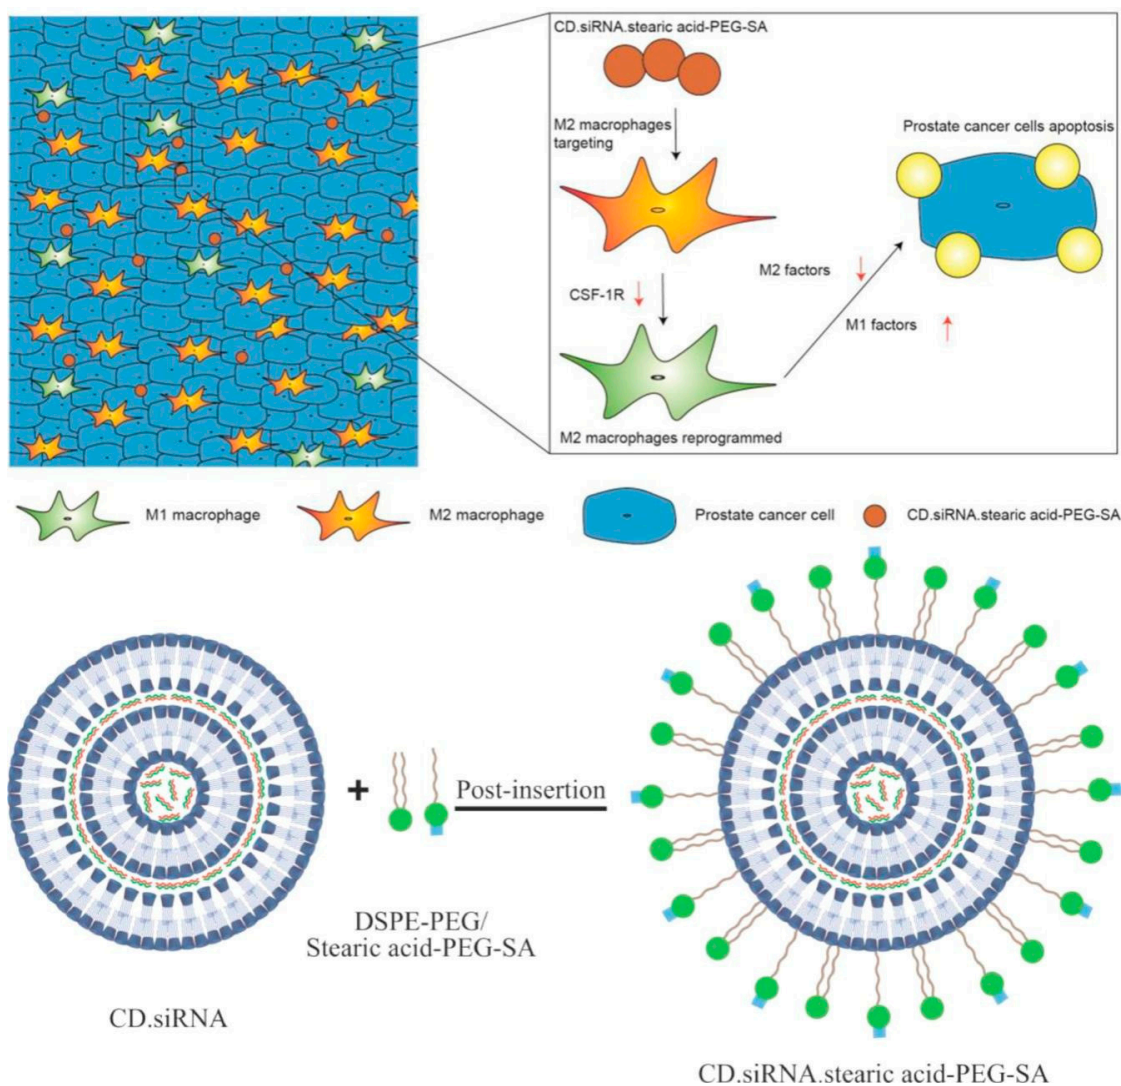 CD.siRNA.stearic acid-PEG-SA
M2 macrophages
targeting
Prostate cancer cells apoptosis
M2 factors
CSF-1R
M1 factors
M2 macrophages reprogrammed
M1 macrophage
M2 macrophage
Prostate cancer cell
CD.siRNA.stearic acid-PEG-SA
+
Post-insertion
DSPE-PEG/
Stearic acid-PEG-SA
CD.siRNA
CD.siRNA.stearic acid-PEG-SA